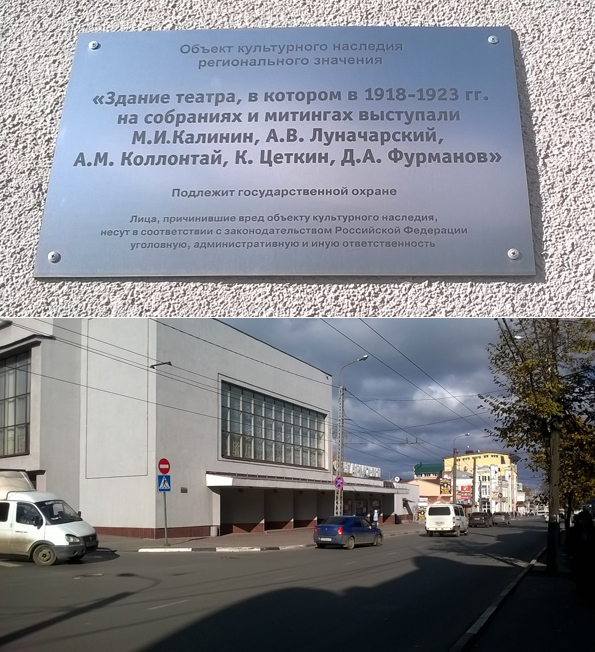 Объект культурного наследия
регионального значения
«Здание театра, в котором в 1918-1923 гг.
на собраниях и митингах выступали
М.И.Калинин, А.В. Луначарский,
А.М. Коллонтай, К. Цеткин, Д.А. Фурманов»
Подлежит государственной охране
Лица, причинившие вред объекту культурного наследия,
несут в соответствии с законодательством Российской Федерации
уголовную, административную и иную ответственность